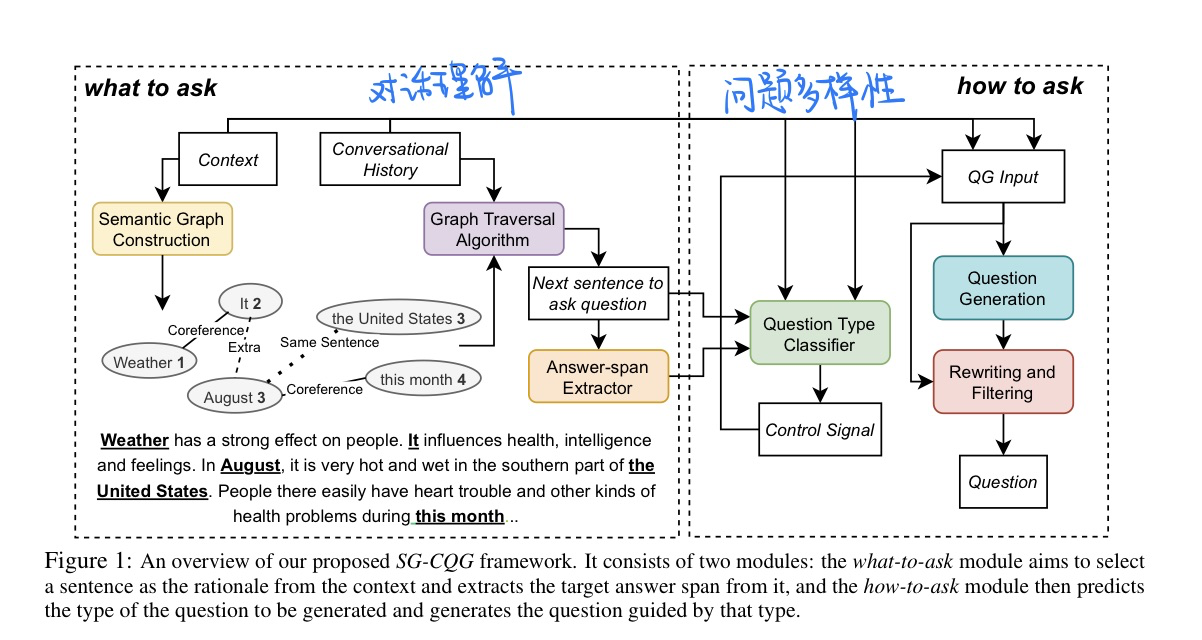 what to ask
对话理解
问题多样性
how to ask
Context
Conversational
History
QG Input
Semantic Graph
Construction
Graph Traversal
Algorithm
Next sentence to
ask question
Answer-span
Extractor
Question Type
Classifier
Control Signal
Question
Generation
Rewriting and
Filtering
Question
It 2
Coreference
Extra
Weather 1
the United States 3
Same Sentence
August 3
Coreference
this month 4
Weather has a strong effect on people. It influences health, intelligence
and feelings. In August, it is very hot and wet in the southern part of the
United States. People there easily have heart trouble and other kinds of
health problems during this month...
Figure 1: An overview of our proposed SG-CQG framework. It consists of two modules: the what-to-ask module aims to select
a sentence as the rationale from the context and extracts the target answer span from it, and the how-to-ask module then predicts
the type of the question to be generated and generates the question guided by that type.